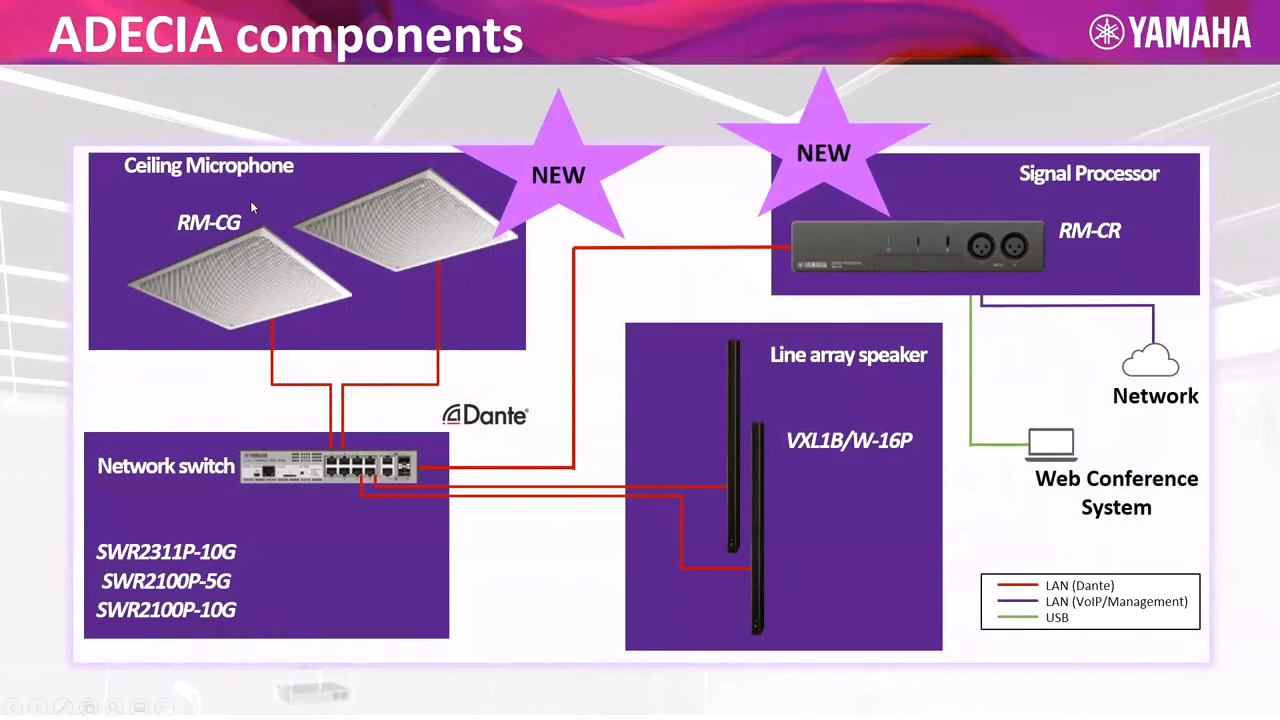 ADECIA components
YAMAHA
NEW
NEW
Ceiling Microphone
RM-CG
Signal Processor
RM-CR
YAMAHA
Line array speaker
VXL1B/W-16P
Network
Dante
Network switch
Web Conference
System
SWR2311P-10G
SWR2100P-5G
SWR2100P-10G
LAN (Dante)
LAN (VoIP/Management)
USB